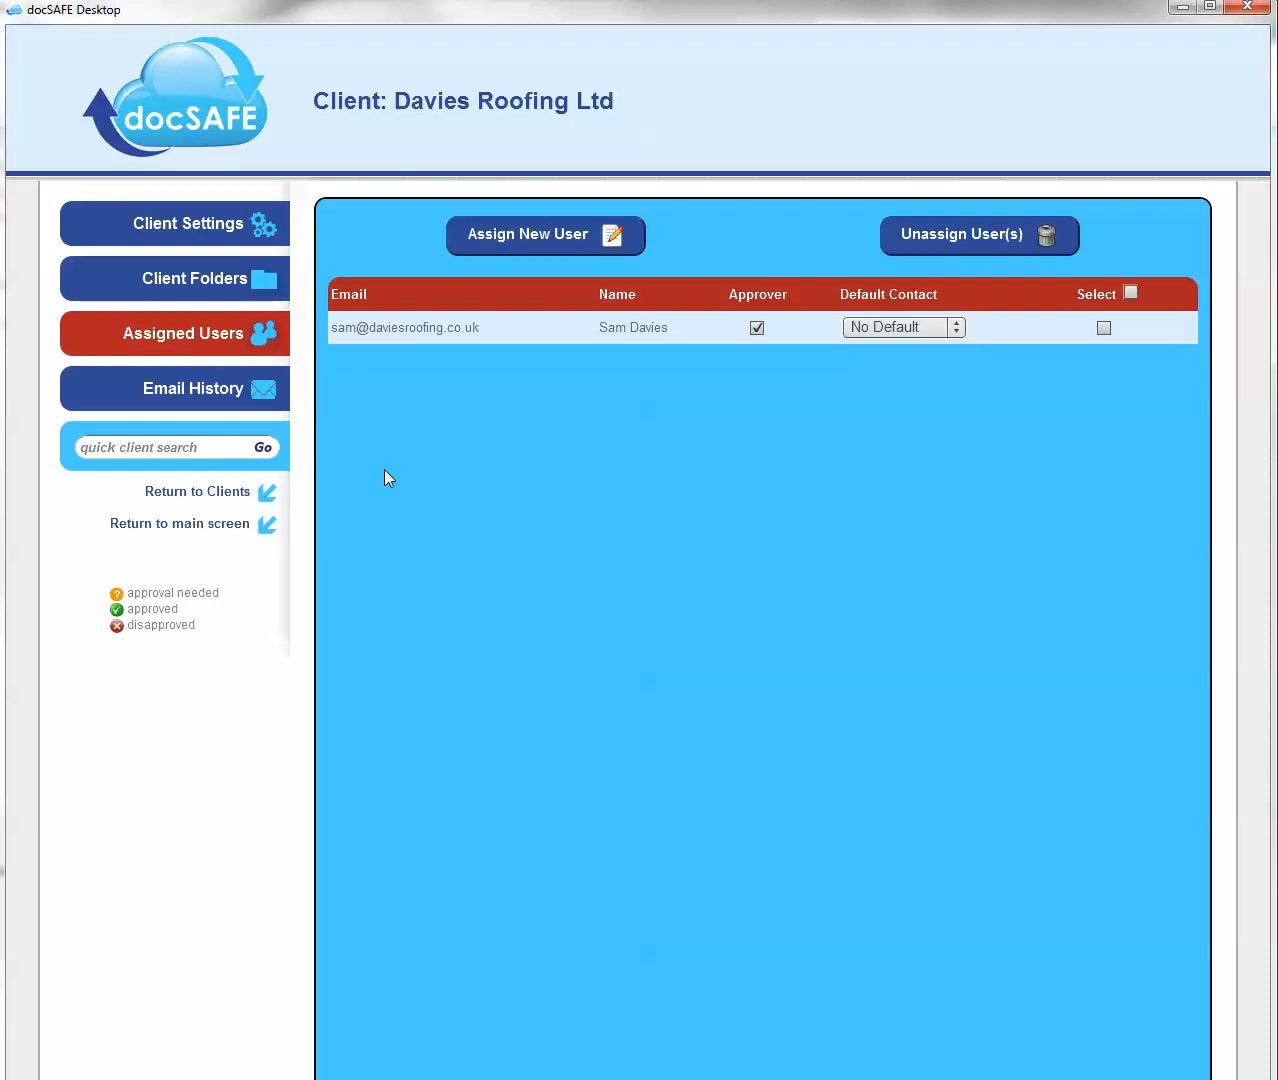 docSAFE Desktop
docSAFE
Client: Davies Roofing Ltd
Client Settings
Client Folders
Assigned Users
Email History
quick client search Go
Return to Clients
Return to main screen
? approval needed
approved
disapproved
Assign New User
Unassign User(s)
Email Name Approver Default Contact Select
sam@daviesroofing.co.uk Sam Davies No Default